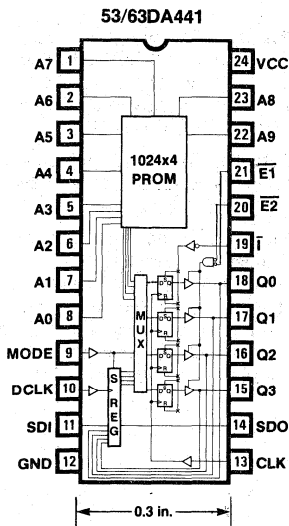 53/63DA441
A7 1 24 VCC
A6 2 23 A8
A5 3 22 A9
1024x4
PROM
A4 4 21 E1
A3 5 20 E2
A2 6 19 I
A1 7 18 Q0
A0 8 17 Q1
MUX
MODE 9 16 Q2
DCLK 10 15 Q3
S REG
SDI 11 14 SDO
GND 12 13 CLK
0.3 in.